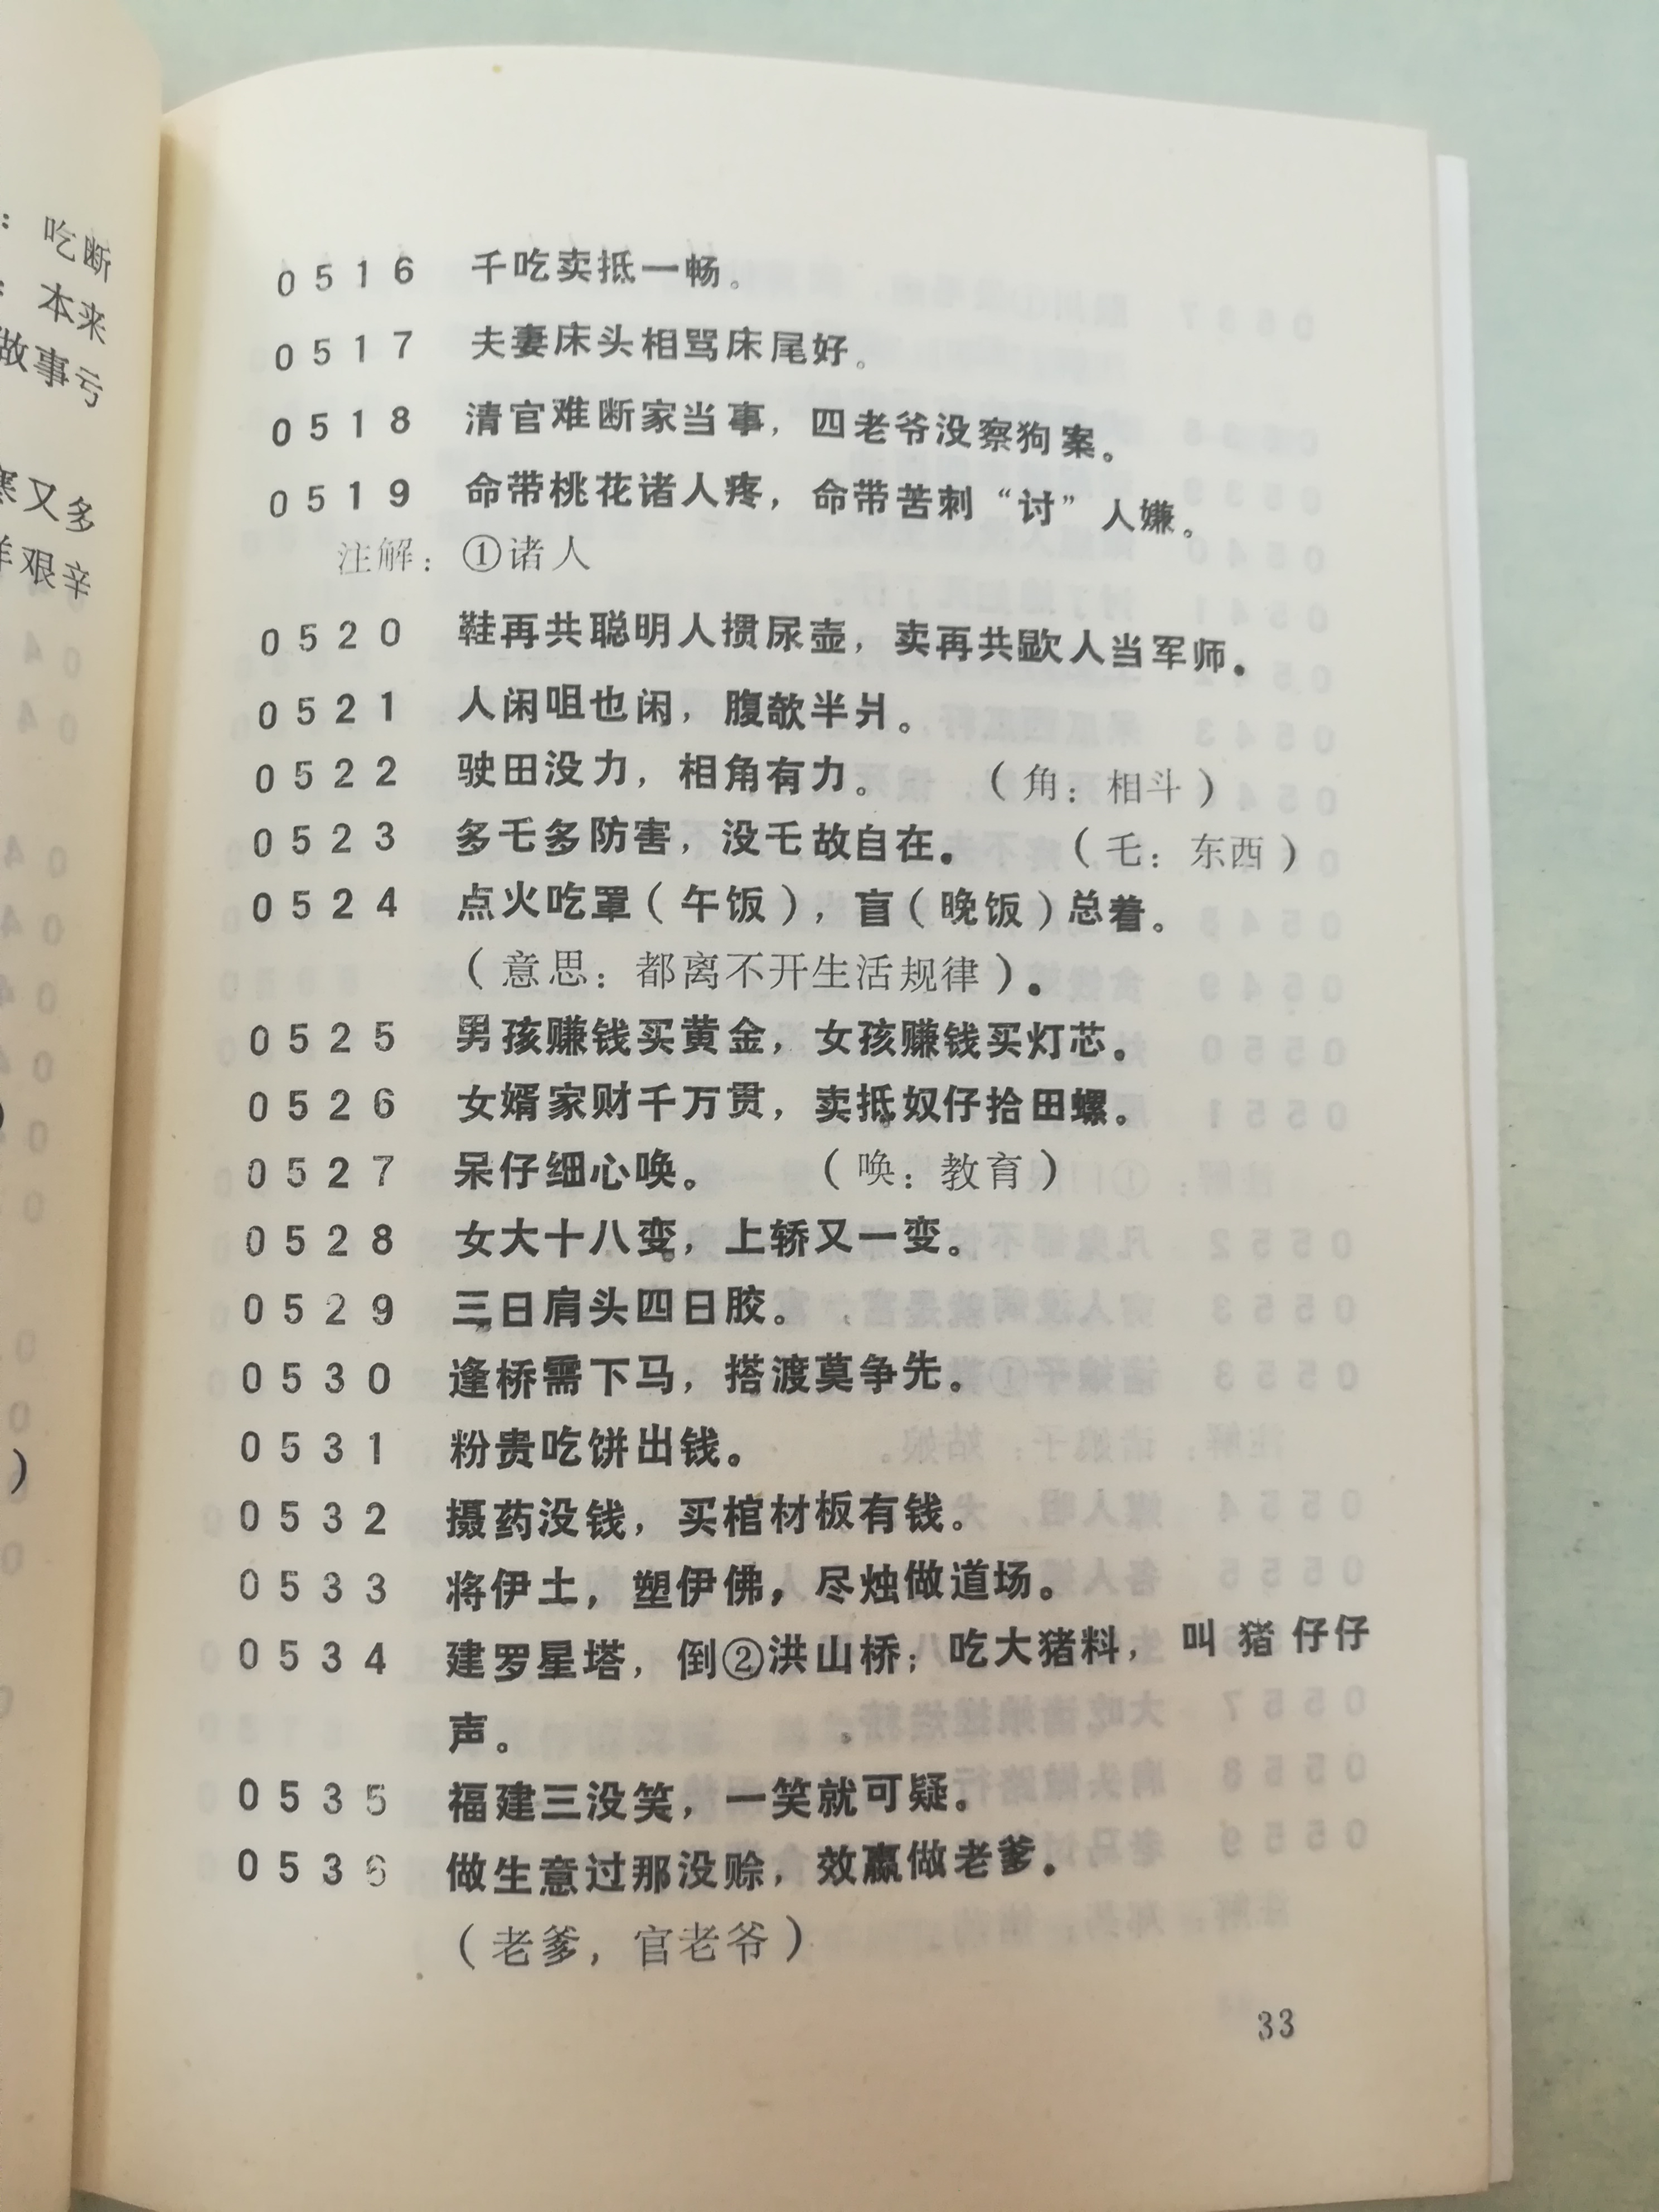 ：吃断
本来
故事亏
寒又多
艰辛
0516 千吃卖抵一畅。
0517 夫妻床头相骂床尾好。
0518 清官难断家当事，四老爷没察狗案。
0519 命带桃花诸人疼，命带苦刺“讨”人嫌。
注解：①诸人
0520 鞋再共聪明人掼尿壶，卖再共人当军师。
0521 人闲咀也闲，腹欹半爿。
0522 驶田没力，相角有力。（角：相斗）
0523 多乇多防害，没乇故自在。（乇：东西）
0524 点火吃罩（午饭），盲（晚饭）总着。
（意思：都离不开生活规律）。
0525 男孩赚钱买黄金，女孩赚钱买灯芯。
0526 女婿家财千万贯，卖抵奴仔拾田螺。
0527 呆仔细心唤。（唤：教育）
0528 女大十八变，上轿又一变。
0529 三日肩头四日胶。
0530 逢桥需下马，搭渡莫争先。
0531 粉贵吃饼出钱。
0532 摄药没钱，买棺材板有钱。
0533 将伊土，塑伊佛，尽烛做道场。
0534 建罗星塔，倒②洪山桥；吃大猪料，叫猪仔仔
声。
0535 福建三没笑，一笑就可疑。
0536 做生意过那没赊，效赢做老爹。
（老爹，官老爷）
33